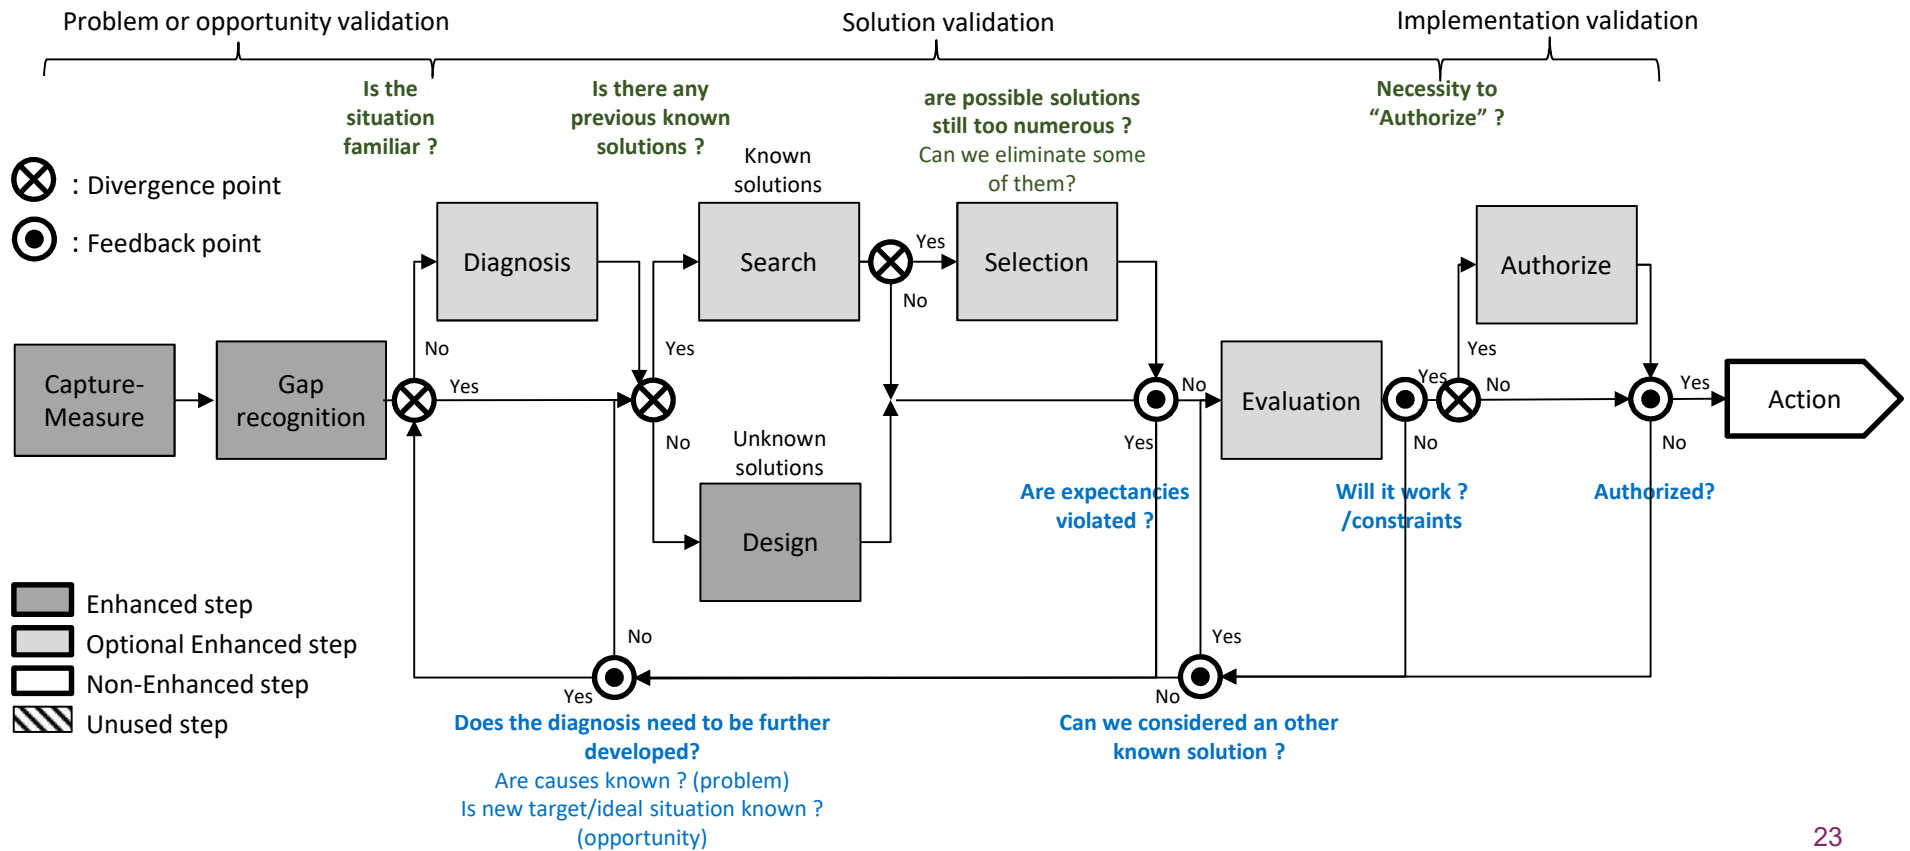 Problem or opportunity validation
Solution validation
Implementation validation
Is the
situation
familiar ?
Is there any
previous known
solutions ?
are possible solutions
still too numerous ?
Can we eliminate some
of them?
Necessity to
“Authorize” ?
: Divergence point
: Feedback point
Known
solutions
Diagnosis
Search
Yes
Selection
Authorize
No
No
Yes
Yes
Capture-
Measure
Gap
recognition
Yes
No
Evaluation
Yes
No
Yes
Action
No
Yes
No
No
Unknown
solutions
Design
Are expectancies
violated ?
Will it work ?
/constraints
Authorized?
Enhanced step
Optional Enhanced step
Non-Enhanced step
Unused step
No
Yes
Yes
No
Does the diagnosis need to be further
developed?
Are causes known ? (problem)
Is new target/ideal situation known ?
(opportunity)
Can we considered an other
known solution ?
23